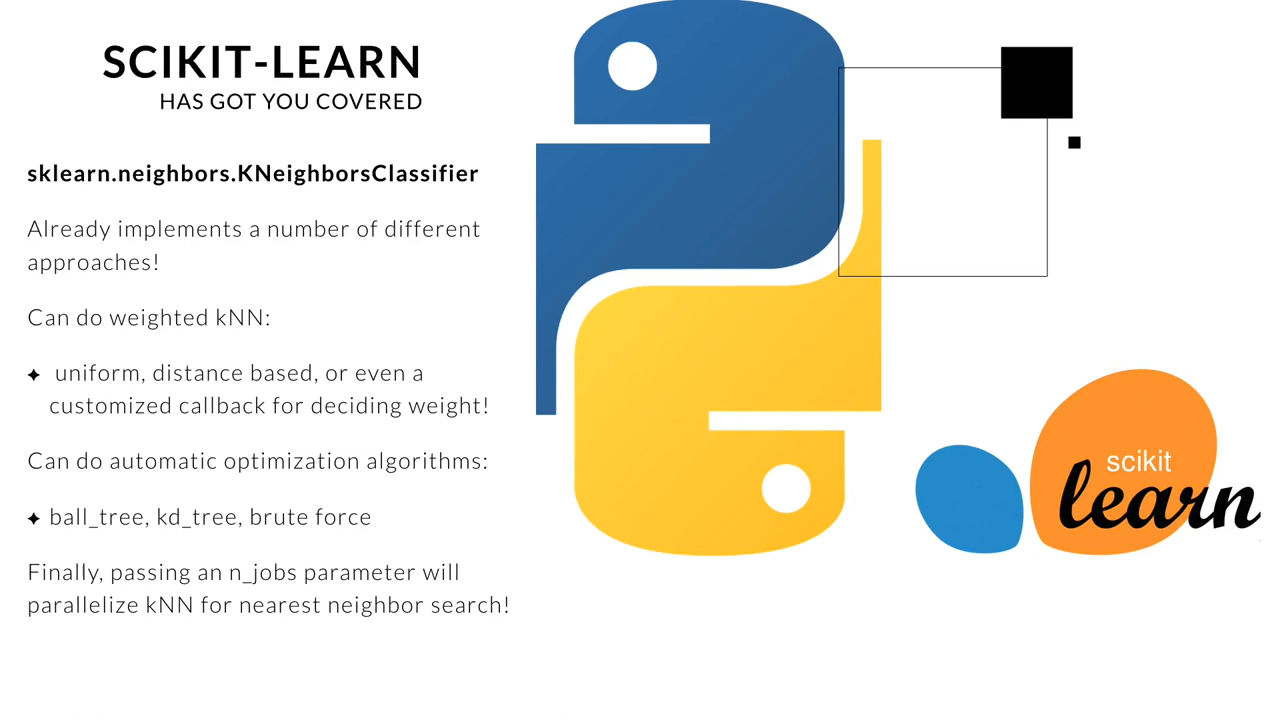 SCIKIT-LEARN
HAS GOT YOU COVERED
sklearn.neighbors.KNeighborsClassifier
Already implements a number of different
approaches!
Can do weighted kNN:
✦ uniform, distance based, or even a
customized callback for deciding weight!
Can do automatic optimization algorithms:
✦ ball_tree, kd_tree, brute force
Finally, passing an n_jobs parameter will
parallelize kNN for nearest neighbor search!
scikit
learn